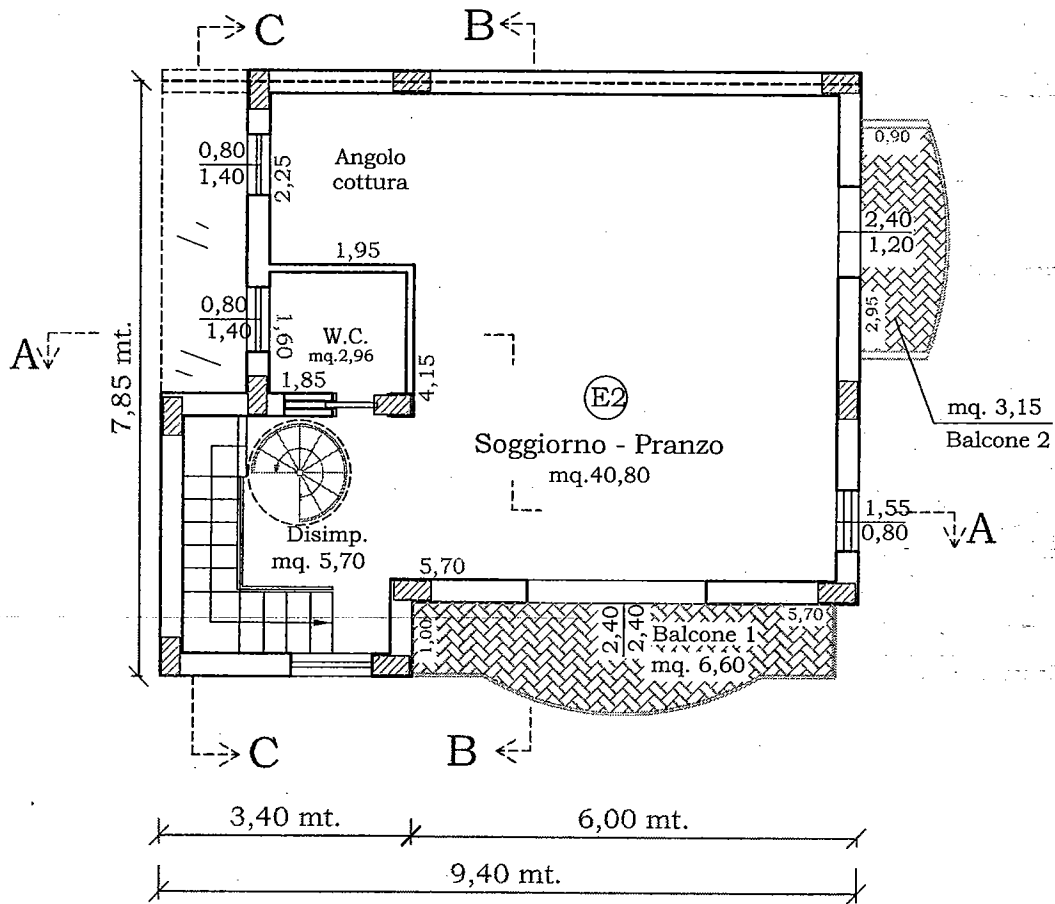 C
B
0,80
1,40
2,25
Angolo
cottura
0,90
2,40
1,20
2,95
1,95
0,80
1,40
1,60
W.C.
mq.2,96
1,85
4,15
A
7,85 mt.
E2
Soggiorno - Pranzo
mq.40,80
mq. 3,15
Balcone 2
1,55
0,80
A
Disimp.
mq. 5,70
5,70
1,00
2,40
2,40
Balcone 1
mq. 6,60
5,70
C
B
3,40 mt.
6,00 mt.
9,40 mt.